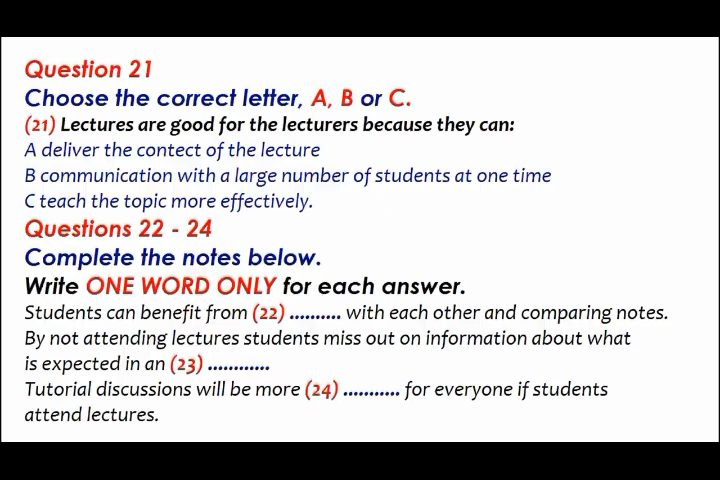 Question 21
Choose the correct letter, A, B or C.
(21) Lectures are good for the lecturers because they can:
A deliver the contect of the lecture
B communication with a large number of students at one time
C teach the topic more effectively.
Questions 22 - 24
Complete the notes below.
Write ONE WORD ONLY for each answer.
Students can benefit from (22) .......... with each other and comparing notes.
By not attending lectures students miss out on information about what
is expected in an (23) ............
Tutorial discussions will be more (24) ........... for everyone if students
attend lectures.